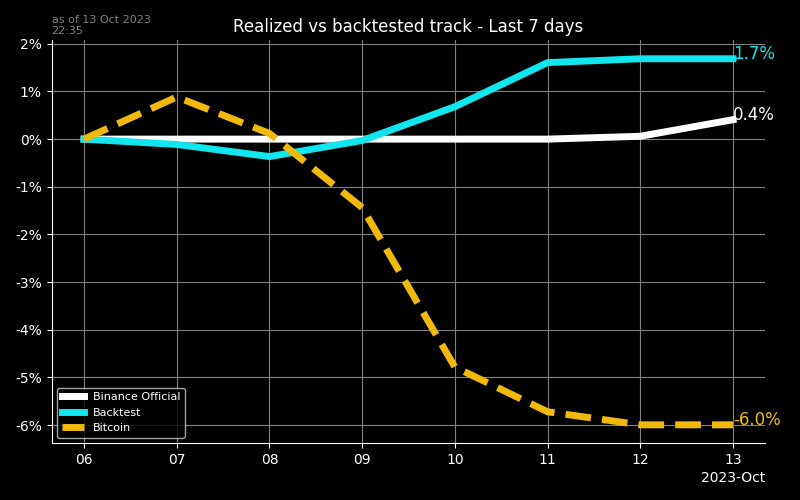 as of 13 Oct 2023
22:35
Realized vs backtested track - Last 7 days
2%
1%
0%
-1%
-2%
-3%
-4%
-5%
-6%
1.7%
0.4%
-6.0%
Binance Official
Backtest
Bitcoin
06 07 08 09 10 11 12 13
2023-Oct